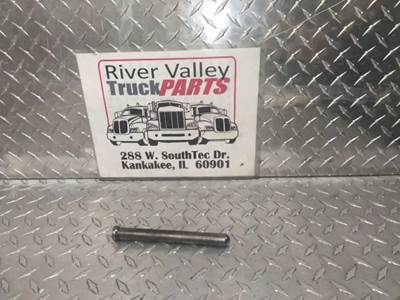 River Valley
TruckPARTS
288 W. SouthTec Dr.
Kankakee, IL 60901